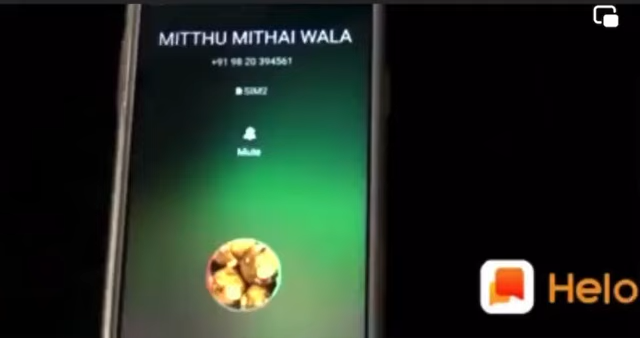 MITTHU MITHAI WALA
+91 98 20 394561
SIM2
Mute
Helo